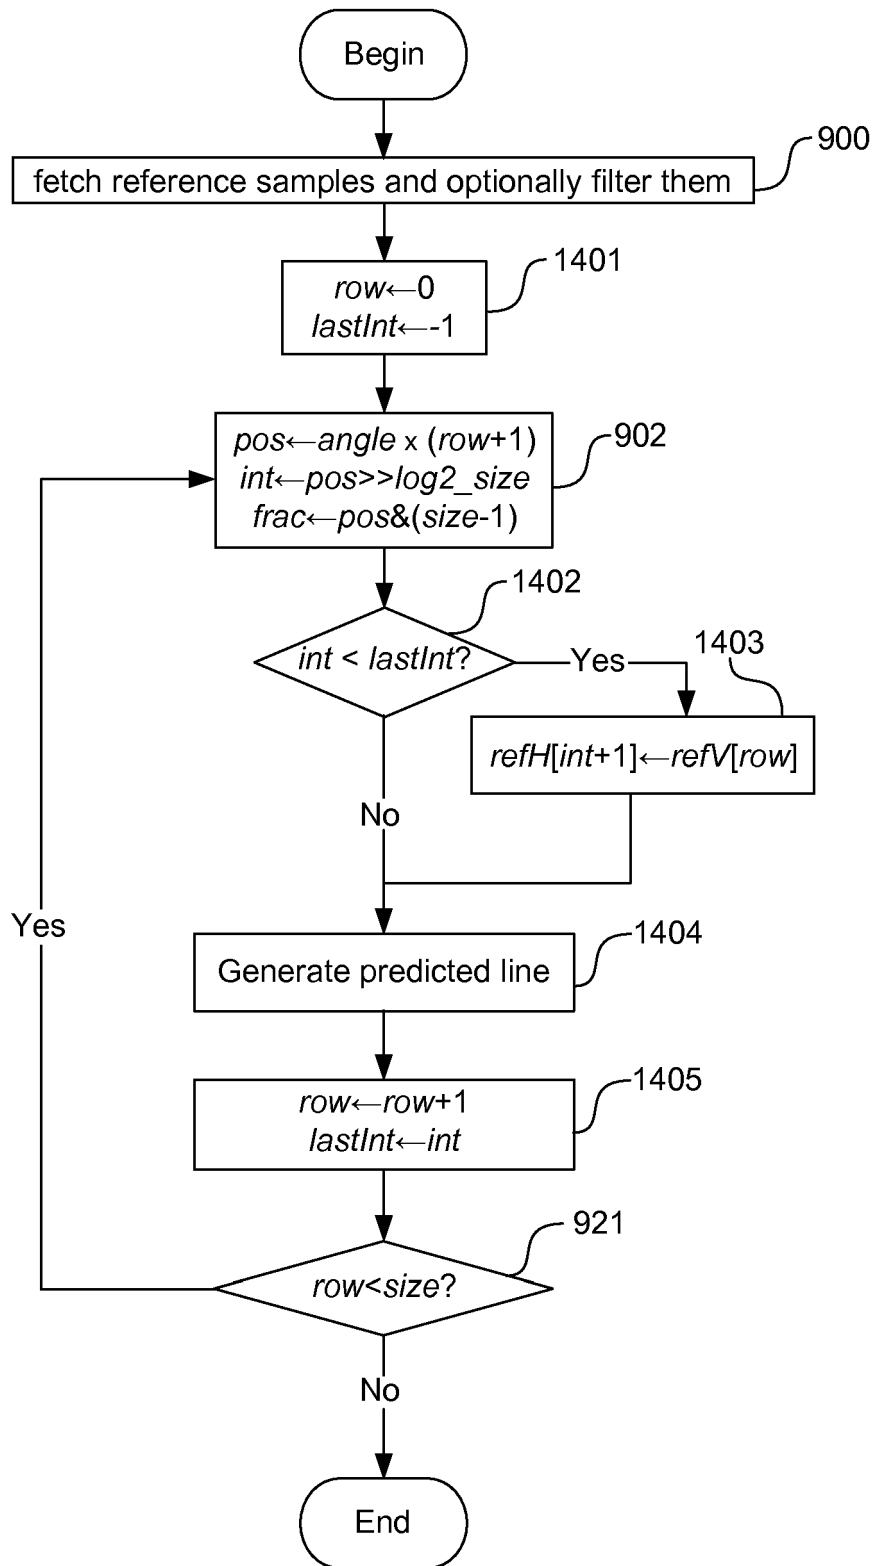 Begin
900
fetch reference samples and optionally filter them
1401
row←0
lastInt←-1
902
pos←angle x (row+1)
int←pos>>log2_size
frac←pos&(size-1)
1402
int < lastInt?
Yes
1403
refH[int+1]←refV[row]
No
Yes
1404
Generate predicted line
1405
row←row+1
lastInt←int
921
row<size?
No
End